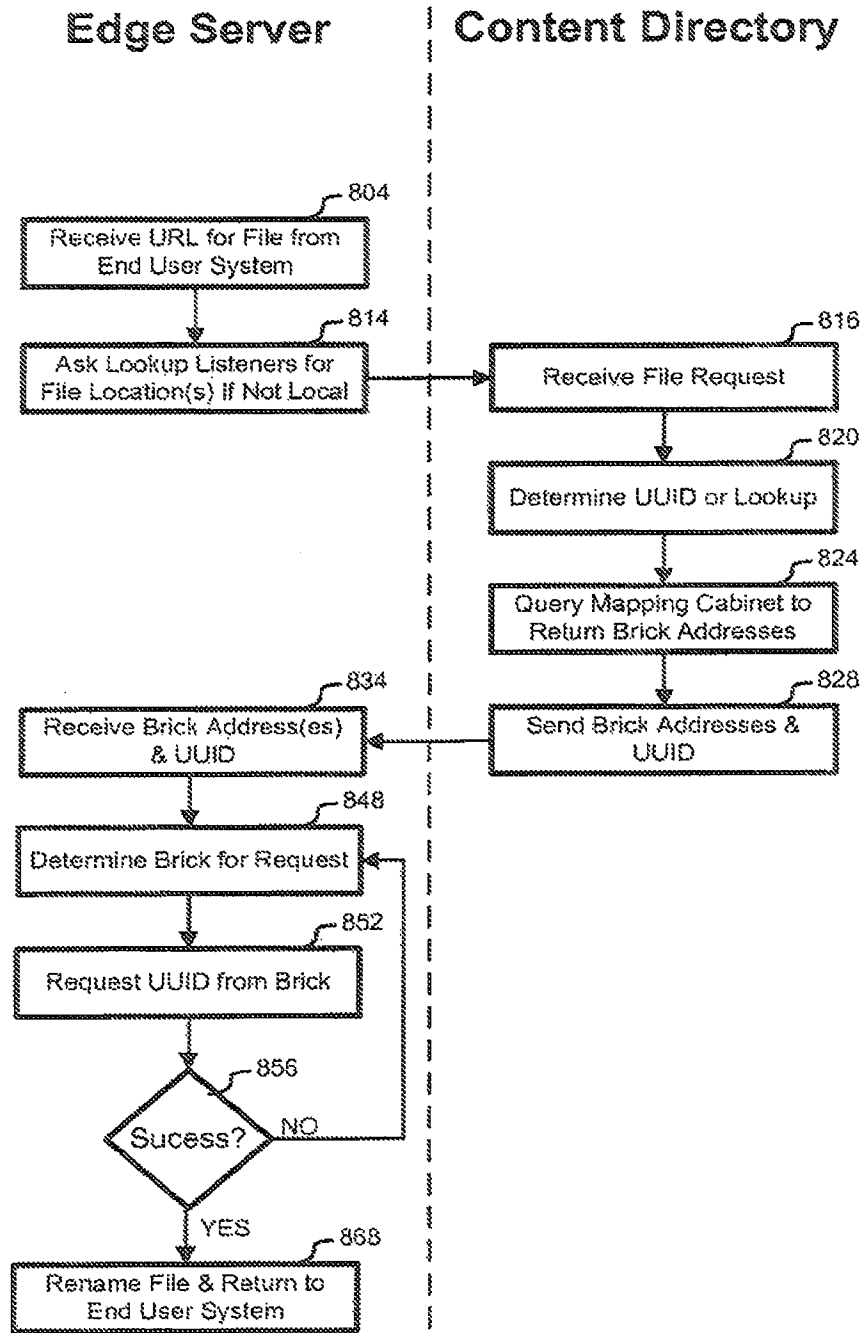 Edge Server
Content Directory
804
Receive URL for File from
End User System
814
Ask Lookup Listeners for
File Location(s) If Not Local
816
Receive File Request
820
Determine UUID or Lookup
824
Query Mapping Cabinet to
Return Brick Addresses
828
Send Brick Addresses &
UUID
834
Receive Brick Address(es)
& UUID
848
Determine Brick for Request
852
Request UUID from Brick
856
Sucess?
NO
YES
868
Rename File & Return to
End User System